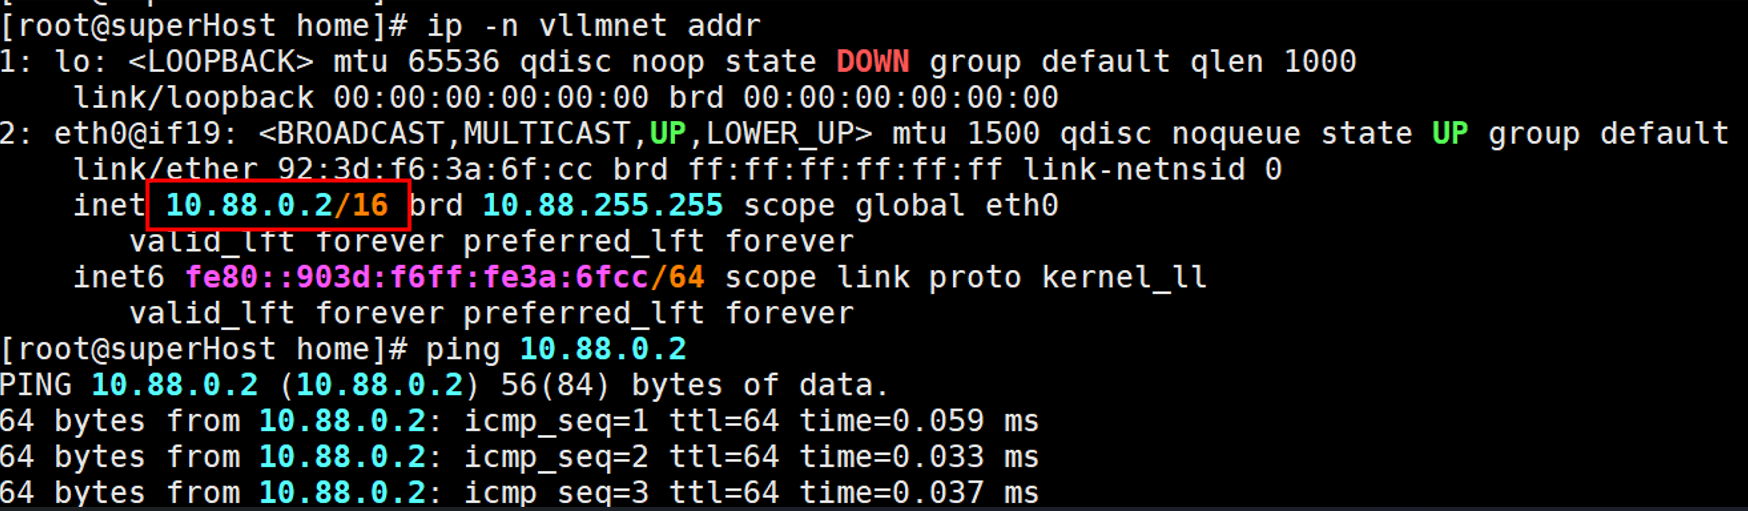 [root@superHost home]# ip -n vllmnet addr
1: lo: <LOOPBACK> mtu 65536 qdisc noop state DOWN group default qlen 1000
    link/loopback 00:00:00:00:00:00 brd 00:00:00:00:00:00
2: eth0@if19: <BROADCAST,MULTICAST,UP,LOWER_UP> mtu 1500 qdisc noqueue state UP group default
    link/ether 92:3d:f6:3a:6f:cc brd ff:ff:ff:ff:ff:ff link-netnsid 0
    inet 10.88.0.2/16 brd 10.88.255.255 scope global eth0
       valid_lft forever preferred_lft forever
    inet6 fe80::903d:f6ff:fe3a:6fcc/64 scope link proto kernel_ll
       valid_lft forever preferred_lft forever
[root@superHost home]# ping 10.88.0.2
PING 10.88.0.2 (10.88.0.2) 56(84) bytes of data.
64 bytes from 10.88.0.2: icmp_seq=1 ttl=64 time=0.059 ms
64 bytes from 10.88.0.2: icmp_seq=2 ttl=64 time=0.033 ms
64 bytes from 10.88.0.2: icmp_seq=3 ttl=64 time=0.037 ms